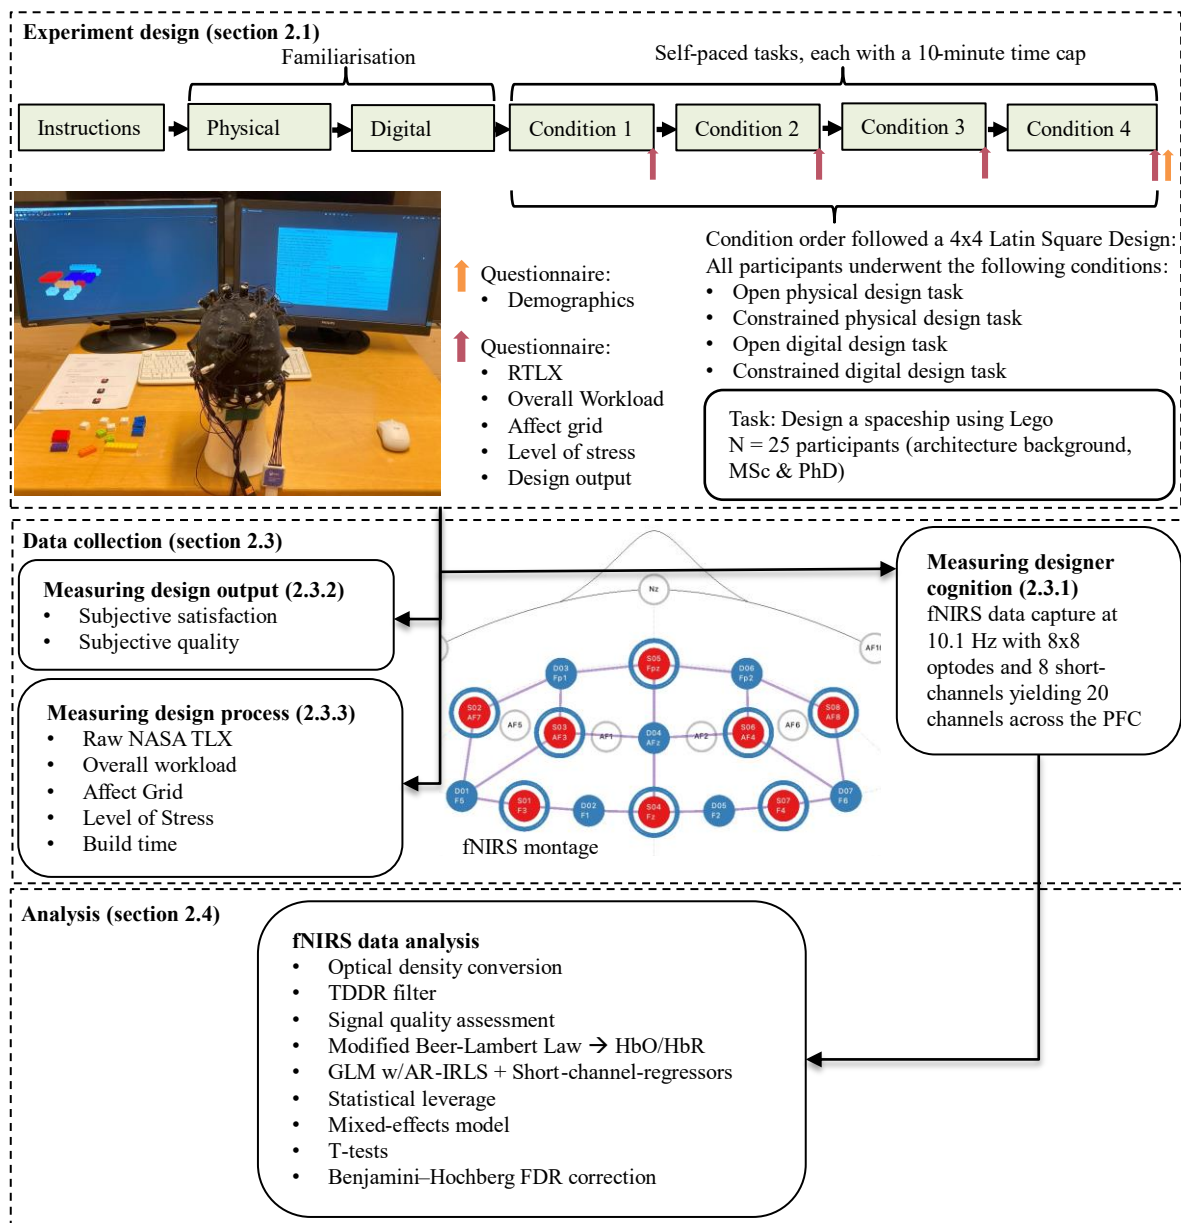 Experiment design (section 2.1)
Familiarisation
Self-paced tasks, each with a 10-minute time cap
Instructions
Physical
Digital
Condition 1
Condition 2
Condition 3
Condition 4
Questionnaire:
• Demographics
Questionnaire:
• RTLX
• Overall Workload
• Affect grid
• Level of stress
• Design output
Condition order followed a 4x4 Latin Square Design:
All participants underwent the following conditions:
• Open physical design task
• Constrained physical design task
• Open digital design task
• Constrained digital design task
Task: Design a spaceship using Lego
N = 25 participants (architecture background,
MSc & PhD)
Data collection (section 2.3)
Measuring design output (2.3.2)
• Subjective satisfaction
• Subjective quality
Measuring design process (2.3.3)
• Raw NASA TLX
• Overall workload
• Affect Grid
• Level of Stress
• Build time
Nz
AF1
D03
Fp1
S05
Fpz
D06
Fp2
S02
AF7
AF5
S03
AF3
AF1
D04
AFz
AF2
S06
AF4
AF6
S08
AF8
D01
F5
S01
F3
D02
F1
S04
Fz
D05
F2
S07
F4
D07
F6
fNIRS montage
Measuring designer
cognition (2.3.1)
fNIRS data capture at
10.1 Hz with 8x8
optodes and 8 short-
channels yielding 20
channels across the PFC
Analysis (section 2.4)
fNIRS data analysis
• Optical density conversion
• TDDR filter
• Signal quality assessment
• Modified Beer-Lambert Law → HbO/HbR
• GLM w/AR-IRLS + Short-channel-regressors
• Statistical leverage
• Mixed-effects model
• T-tests
• Benjamini–Hochberg FDR correction